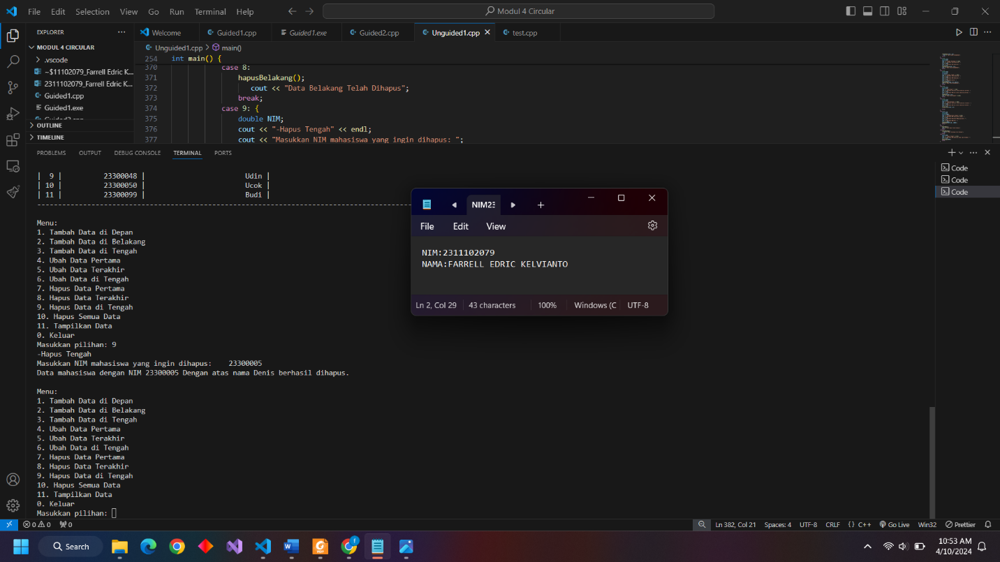 File Edit Selection View Go Run Terminal Help
Modul 4 Circular
EXPLORER
Welcome Guided1.cpp Guided1.exe Guided2.cpp Unguided1.cpp test.cpp
MODUL 4 CIRCULAR
Unguided1.cpp > main()
.vscode
254 int main() {
~$11102079_Farrell Edric K...
2311102079_Farrell Edric K...
Guided1.cpp
Guided1.exe
OUTLINE
TIMELINE
370 case 8:
371 hapusBelakang();
372 cout << "Data Belakang Telah Dihapus";
373 break;
374 case 9: {
375 double NIM;
376 cout << "-Hapus Tengah" << endl;
377 cout << "Masukkan NIM mahasiswa yang ingin dihapus: ";
PROBLEMS OUTPUT DEBUG CONSOLE TERMINAL PORTS
Code
Code
Code
| 9 | 23300048 | Udin |
| 10 | 23300050 | Ucok |
| 11 | 23300099 | Budi |
Menu:
1. Tambah Data di Depan
2. Tambah Data di Belakang
3. Tambah Data di Tengah
4. Ubah Data Pertama
5. Ubah Data Terakhir
6. Ubah Data di Tengah
7. Hapus Data Pertama
8. Hapus Data Terakhir
9. Hapus Data di Tengah
10. Hapus Semua Data
11. Tampilkan Data
0. Keluar
Masukkan pilihan: 9
-Hapus Tengah
Masukkan NIM mahasiswa yang ingin dihapus: 23300005
Data mahasiswa dengan NIM 23300005 Dengan atas nama Denis berhasil dihapus.
Menu:
1. Tambah Data di Depan
2. Tambah Data di Belakang
3. Tambah Data di Tengah
4. Ubah Data Pertama
5. Ubah Data Terakhir
6. Ubah Data di Tengah
7. Hapus Data Pertama
8. Hapus Data Terakhir
9. Hapus Data di Tengah
10. Hapus Semua Data
11. Tampilkan Data
0. Keluar
Masukkan pilihan:
NIM23
File Edit View
NIM:2311102079
NAMA:FARRELL EDRIC KELVIANTO
Ln 2, Col 29 43 characters 100% Windows (C UTF-8
0 0 0 Ln 382, Col 21 Spaces: 4 UTF-8 CRLF {} C++ Go Live Win32 Prettier
Search
10:53 AM
4/10/2024